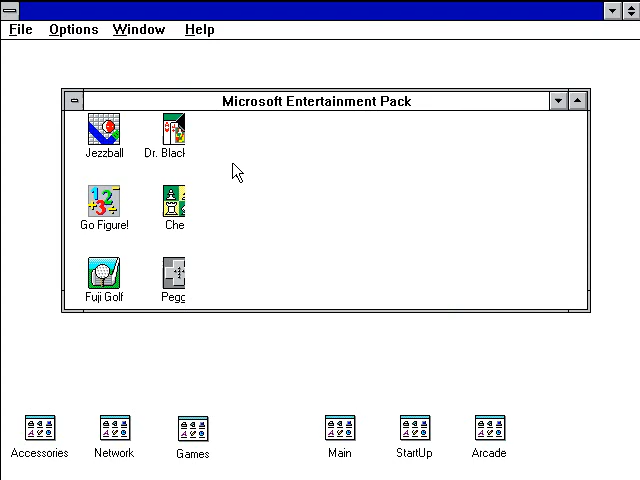 File Options Window Help
Microsoft Entertainment Pack
Jezzball Dr. Black
Go Figure! Che
Fuji Golf Pegg
Accessories Network Games Main StartUp Arcade